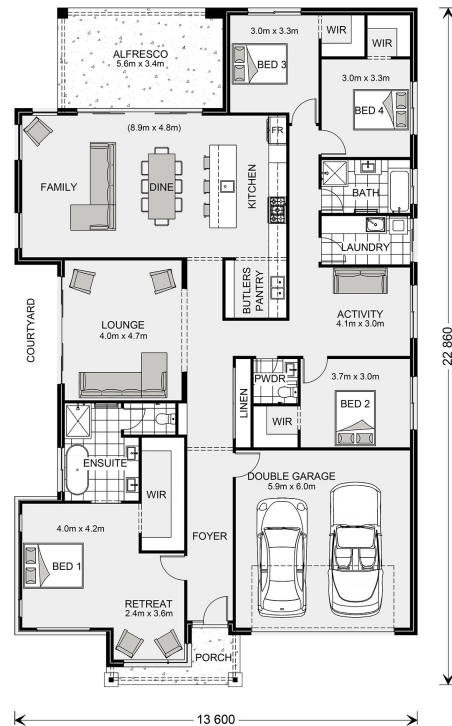 3.0m x 3.3m
WIR
WIR
ALFRESCO
5.6m x 3.4m
BED 3
3.0m x 3.3m
BED 4
(8.9m x 4.8m)
FR
FAMILY
DINE
KITCHEN
BATH
LAUNDRY
BUTLERS
PANTRY
COURTYARD
LOUNGE
4.0m x 4.7m
ACTIVITY
4.1m x 3.0m
22 860
PWDR
3.7m x 3.0m
LINEN
BED 2
WIR
ENSUITE
WIR
DOUBLE GARAGE
5.9m x 6.0m
4.0m x 4.2m
FOYER
BED 1
RETREAT
2.4m x 3.6m
PORCH
13 600